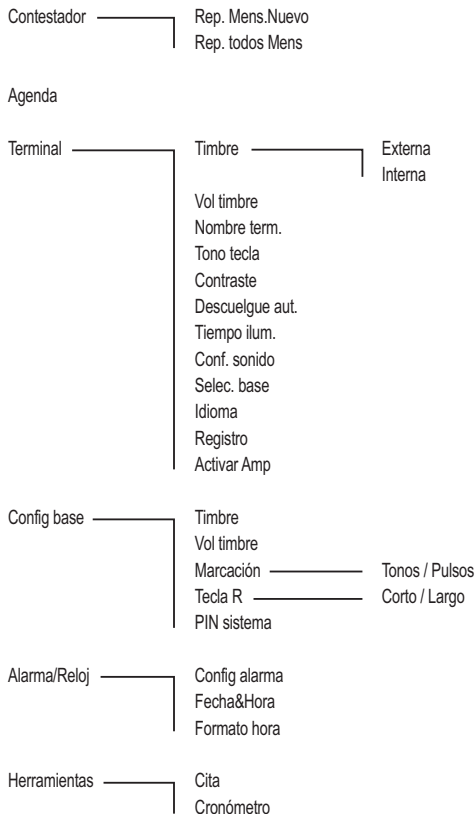 Contestador Rep. Mens.Nuevo
Rep. todos Mens
Agenda
Terminal Timbre Externa
Interna
Vol timbre
Nombre term.
Tono tecla
Contraste
Descuelgue aut.
Tiempo ilum.
Conf. sonido
Selec. base
Idioma
Registro
Activar Amp
Config base Timbre
Vol timbre
Marcación Tonos / Pulsos
Tecla R Corto / Largo
PIN sistema
Alarma/Reloj Config alarma
Fecha&Hora
Formato hora
Herramientas Cita
Cronómetro